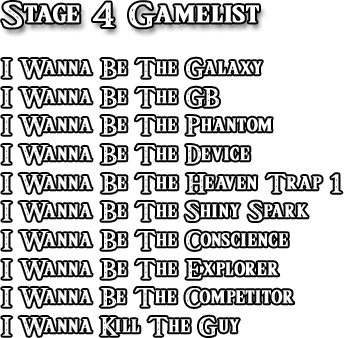 Stage 4 Gamelist
I Wanna Be The Galaxy
I Wanna Be The GB
I Wanna Be The Phantom
I Wanna Be The Device
I Wanna Be The Heaven Trap 1
I Wanna Be The Shiny Spark
I Wanna Be The Conscience
I Wanna Be The Explorer
I Wanna Be The Competitor
I Wanna Kill The Guy